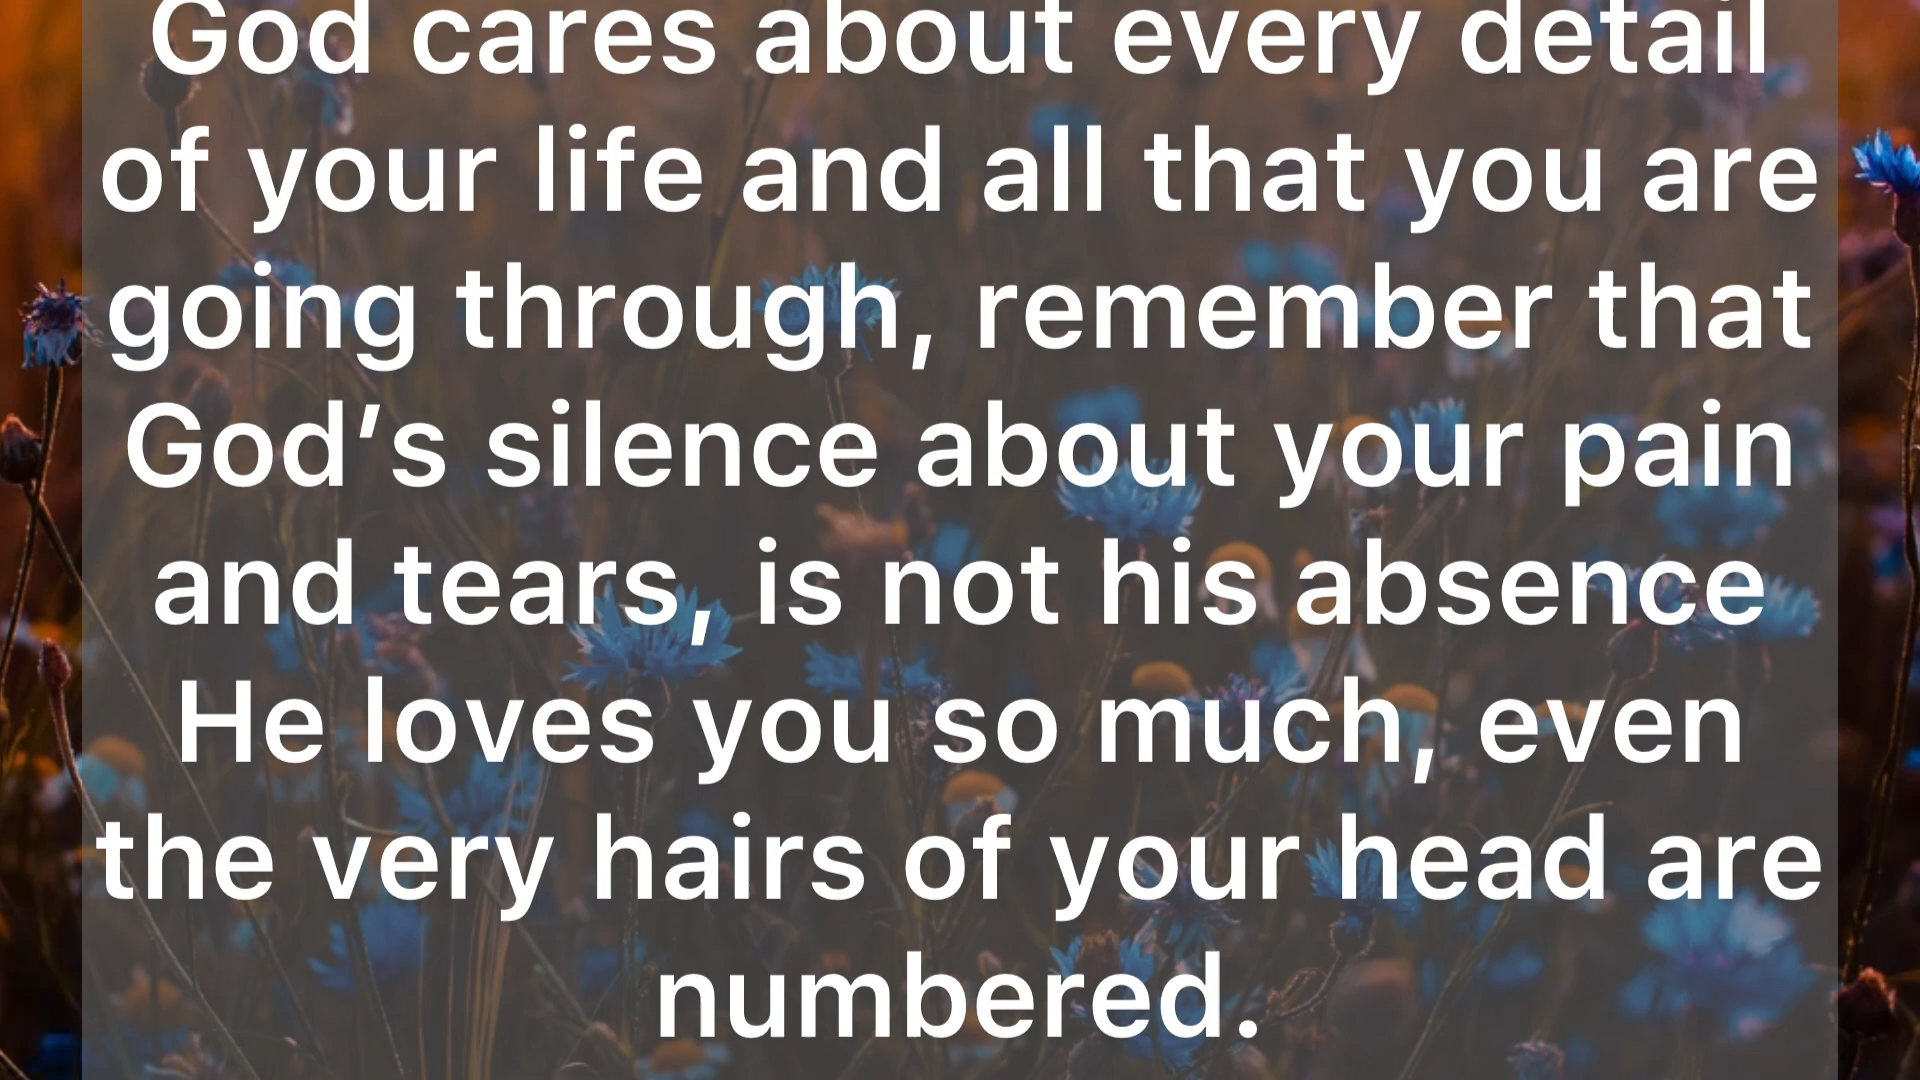 God cares about every detail
of your life and all that you are
going through, remember that
God’s silence about your pain
and tears, is not his absence
He loves you so much, even
the very hairs of your head are
numbered.